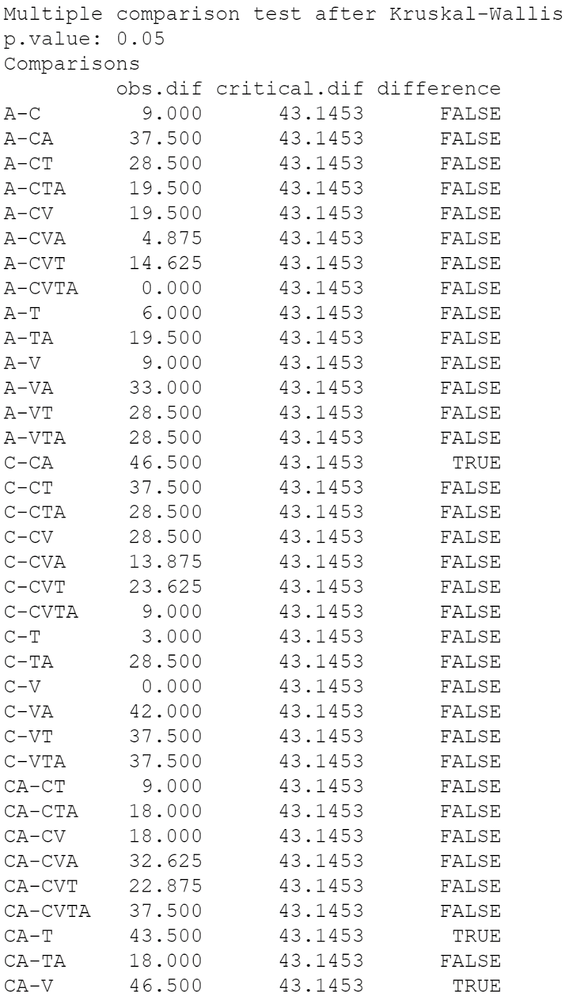 Multiple comparison test after Kruskal-Wallis
p.value: 0.05
Comparisons
obs.dif critical.dif difference
A-C 9.000 43.1453 FALSE
A-CA 37.500 43.1453 FALSE
A-CT 28.500 43.1453 FALSE
A-CTA 19.500 43.1453 FALSE
A-CV 19.500 43.1453 FALSE
A-CVA 4.875 43.1453 FALSE
A-CVT 14.625 43.1453 FALSE
A-CVTA 0.000 43.1453 FALSE
A-T 6.000 43.1453 FALSE
A-TA 19.500 43.1453 FALSE
A-V 9.000 43.1453 FALSE
A-VA 33.000 43.1453 FALSE
A-VT 28.500 43.1453 FALSE
A-VTA 28.500 43.1453 FALSE
C-CA 46.500 43.1453 TRUE
C-CT 37.500 43.1453 FALSE
C-CTA 28.500 43.1453 FALSE
C-CV 28.500 43.1453 FALSE
C-CVA 13.875 43.1453 FALSE
C-CVT 23.625 43.1453 FALSE
C-CVTA 9.000 43.1453 FALSE
C-T 3.000 43.1453 FALSE
C-TA 28.500 43.1453 FALSE
C-V 0.000 43.1453 FALSE
C-VA 42.000 43.1453 FALSE
C-VT 37.500 43.1453 FALSE
C-VTA 37.500 43.1453 FALSE
CA-CT 9.000 43.1453 FALSE
CA-CTA 18.000 43.1453 FALSE
CA-CV 18.000 43.1453 FALSE
CA-CVA 32.625 43.1453 FALSE
CA-CVT 22.875 43.1453 FALSE
CA-CVTA 37.500 43.1453 FALSE
CA-T 43.500 43.1453 TRUE
CA-TA 18.000 43.1453 FALSE
CA-V 46.500 43.1453 TRUE